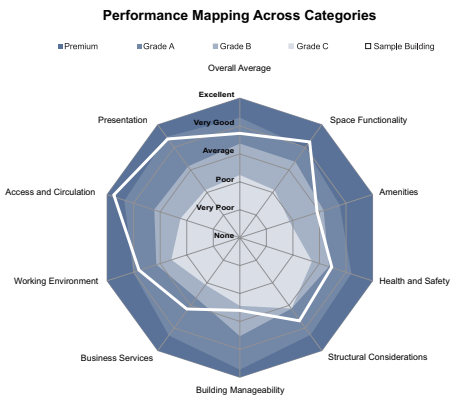 Performance Mapping Across Categories
Premium Grade A Grade B Grade C Sample Building
Overall Average
Excellent
Presentation Very Good Space Functionality
Average
Poor
Access and Circulation Amenities
Very Poor
None
Working Environment Health and Safety
Business Services Structural Considerations
Building Manageability